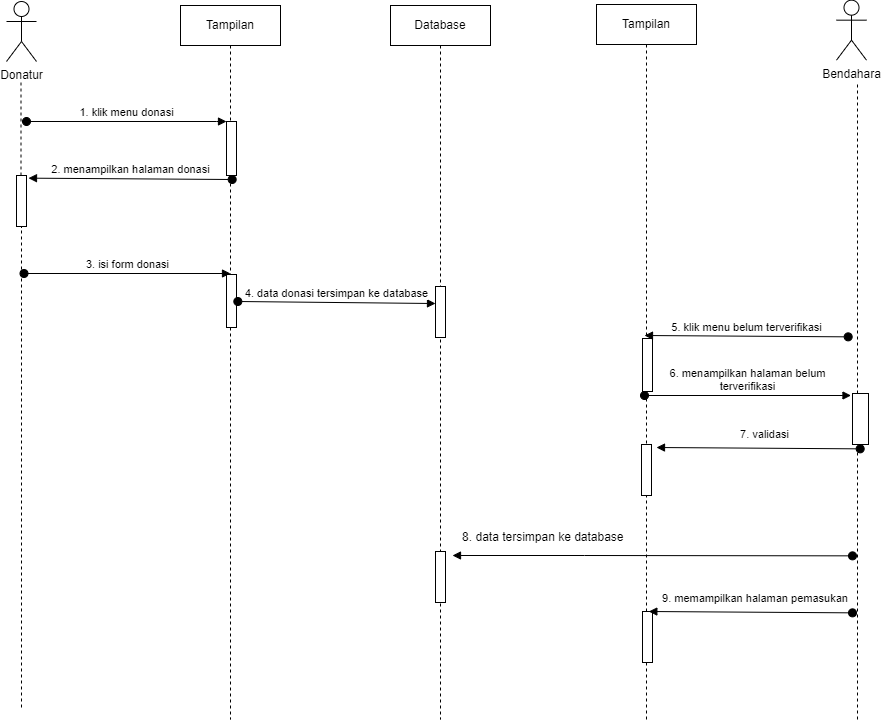 Tampilan
Database
Tampilan
Donatur
Bendahara
1. klik menu donasi
2. menampilkan halaman donasi
3. isi form donasi
4. data donasi tersimpan ke database
5. klik menu belum terverifikasi
6. menampilkan halaman belum
terverifikasi
7. validasi
8. data tersimpan ke database
9. memampilkan halaman pemasukan